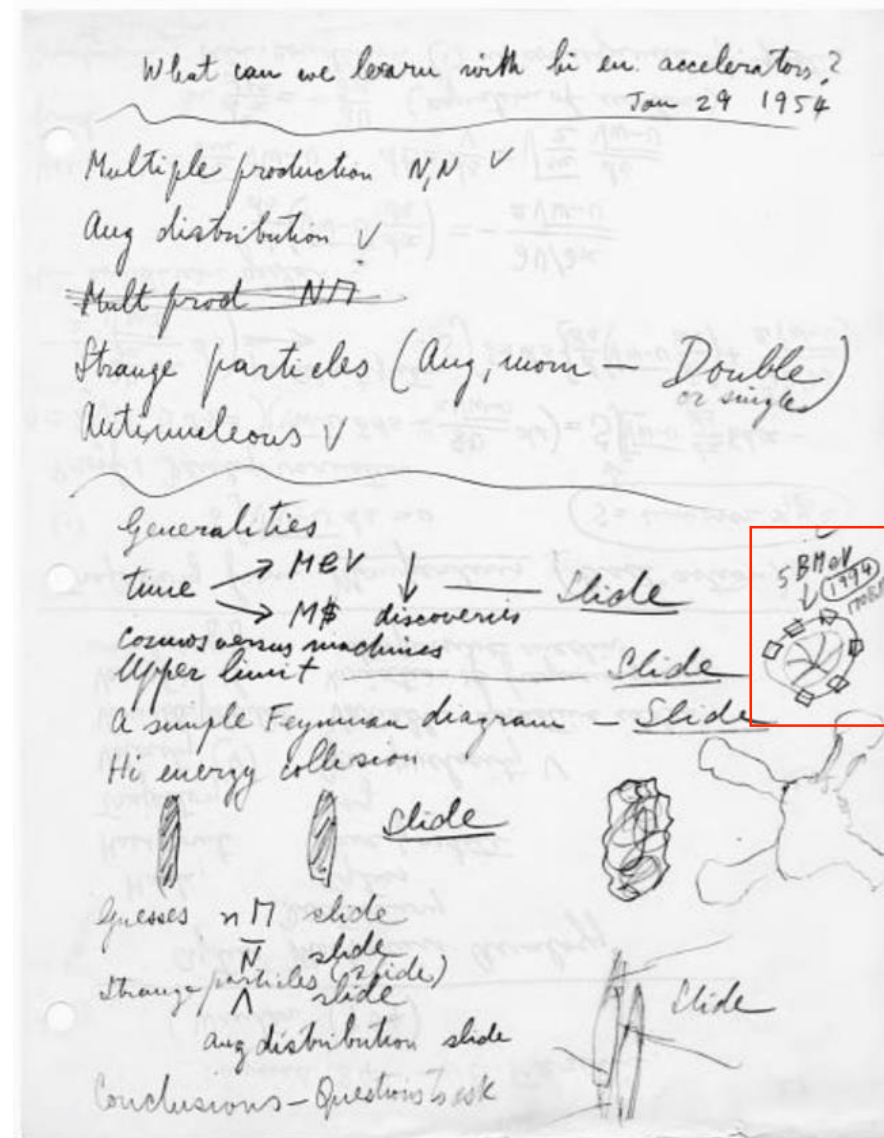 What can we learn with hi en. accelerators?
Jan 29 1954
Multiple production N,N V
Ang distribution V
Mult prod NΠ
Strange particles (Ang, mom — Double)
or single
Antinucleons V
Generalities
time → MeV ↓ — Slide
→ M$ discoveries
5 BMeV
1994
cosmos versus machines
Upper limit — Slide
A simple Feynman diagram — Slide
Hi energy collision
Slide
Guesses n Π slide
N̅ slide
Strange particles (slide)
Λ slide
Slide
ang distribution slide
Conclusions — Questions to ask